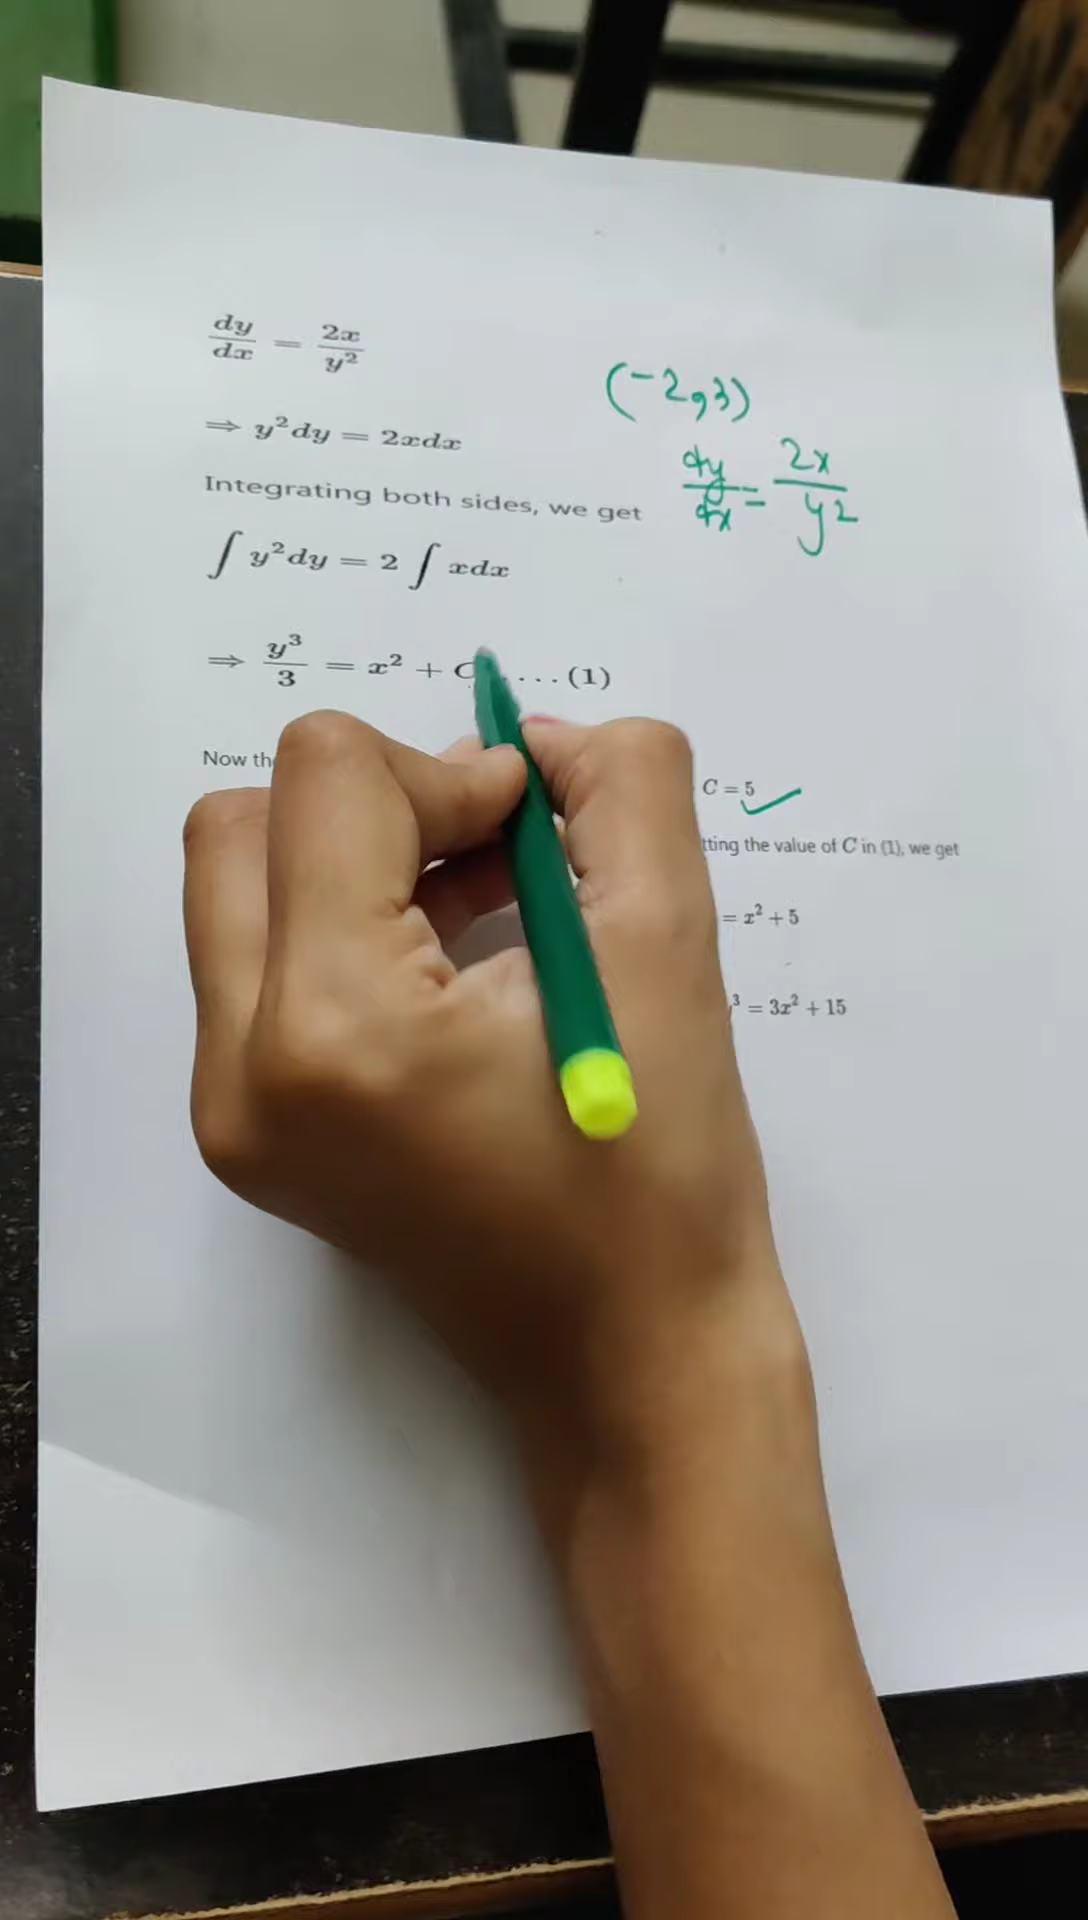 dy/dx = 2x/y²
(-2,3)
⇒ y²dy = 2xdx
dy/dx = 2x/y²
Integrating both sides, we get
∫ y²dy = 2 ∫ xdx
⇒ y³/3 = x² + C ... (1)
Now
C = 5
the value of C in (1), we get
= x² + 5
³ = 3x² + 15